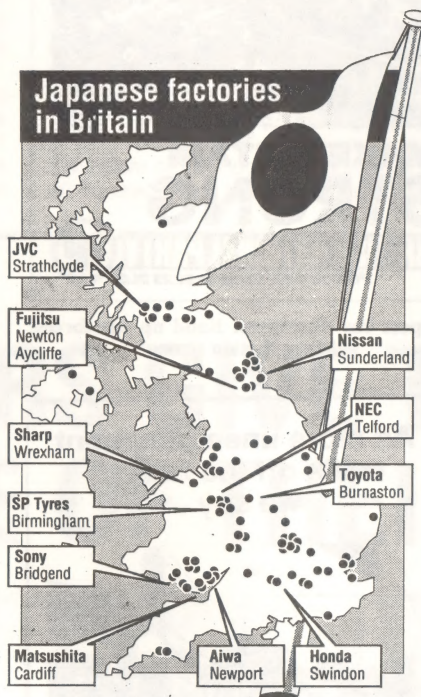 Japanese factories
in Britain
JVC
Strathclyde
Fujitsu
Newton
Aycliffe
Nissan
Sunderland
NEC
Telford
Sharp
Wrexham
Toyota
Burnaston
SP Tyres
Birmingham
Sony
Bridgend
Matsushita
Cardiff
Aiwa
Newport
Honda
Swindon